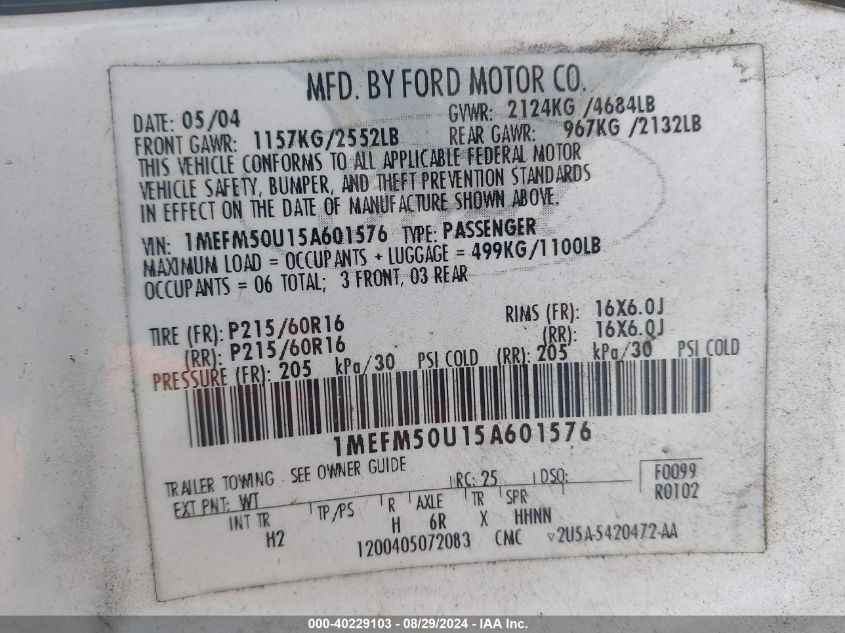 MFD. BY FORD MOTOR CO.
DATE: 05/04 GVWR: 2124KG /4684LB
FRONT GAWR: 1157KG/2552LB REAR GAWR: 967KG /2132LB
THIS VEHICLE CONFORMS TO ALL APPLICABLE FEDERAL MOTOR
VEHICLE SAFETY, BUMPER, AND THEFT PREVENTION STANDARDS
IN EFFECT ON THE DATE OF MANUFACTURE SHOWN ABOVE.
VIN: 1MEFM50U15A601576 TYPE: PASSENGER
MAXIMUM LOAD = OCCUPANTS + LUGGAGE = 499KG/1100LB
OCCUPANTS = 06 TOTAL; 3 FRONT, 03 REAR
TIRE (FR): P215/60R16 RIMS (FR): 16X6.0J
(RR): P215/60R16 (RR): 16X6.0J
PRESSURE (FR): 205 kPa/30 PSI COLD (RR): 205 kPa/30 PSI COLD
1MEFM50U15A601576
TRAILER TOWING - SEE OWNER GUIDE
EXT PNT: WT RC: 25 DSO: F0099
R0102
INT TR TP/PS R AXLE TR SPR
H2 H 6R X HHNN
1200405072083 CMC ▽2U5A-5420472-AA
000-40229103 - 08/29/2024 - IAA Inc.